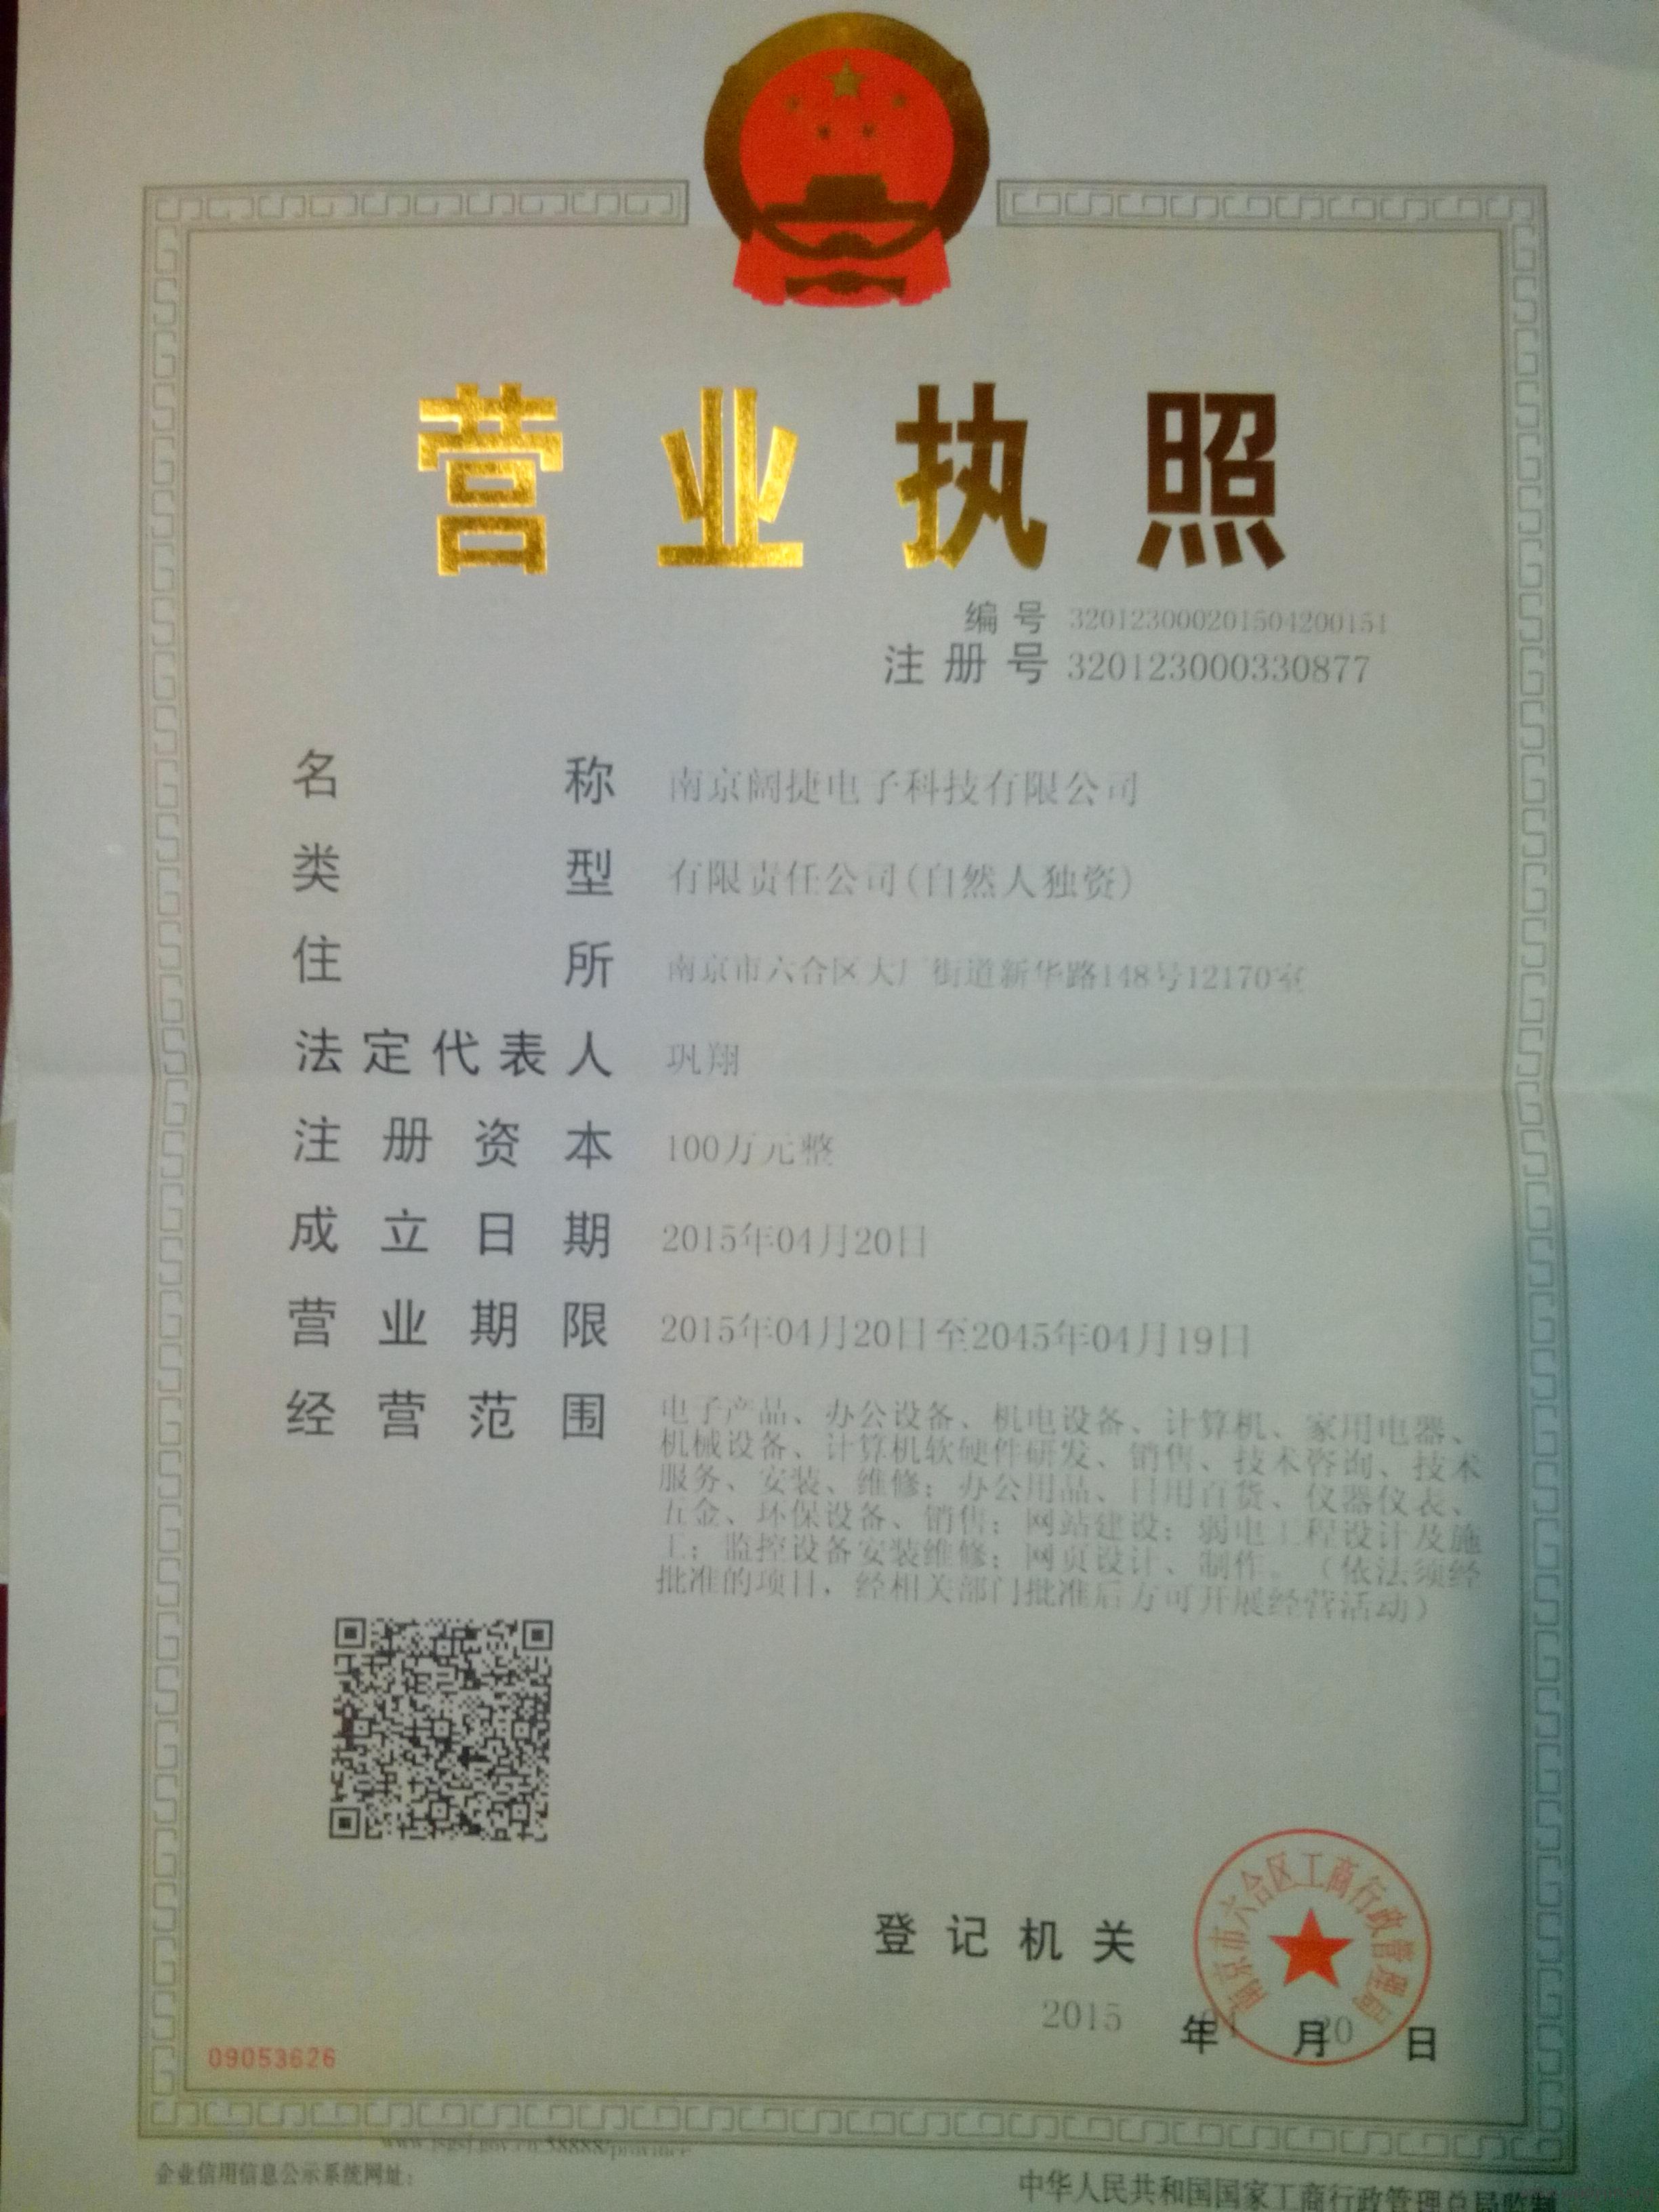 营业执照
编号 320123000201504200151
注册号 320123000330877
名称 南京阔捷电子科技有限公司
类型 有限责任公司(自然人独资)
住所 南京市六合区大厂街道新华路148号12170室
法定代表人 巩翔
注册资本 100万元整
成立日期 2015年04月20日
营业期限 2015年04月20日至2045年04月19日
经营范围 电子产品、办公设备、机电设备、计算机、家用电器、
机械设备、计算机软硬件研发、销售、技术咨询、技术
服务、安装、维修；办公用品、日用百货、仪器仪表、
五金、环保设备、销售；网站建设；弱电工程设计及施
工；监控设备安装维修；网页设计、制作。（依法须经
批准的项目，经相关部门批准后方可开展经营活动）
南京市六合区工商行政管理局
登记机关
2015年04月20日
09053626
www.jsgsj.gov.cn:58888/province
企业信用信息公示系统网址：
中华人民共和国国家工商行政管理总局监制